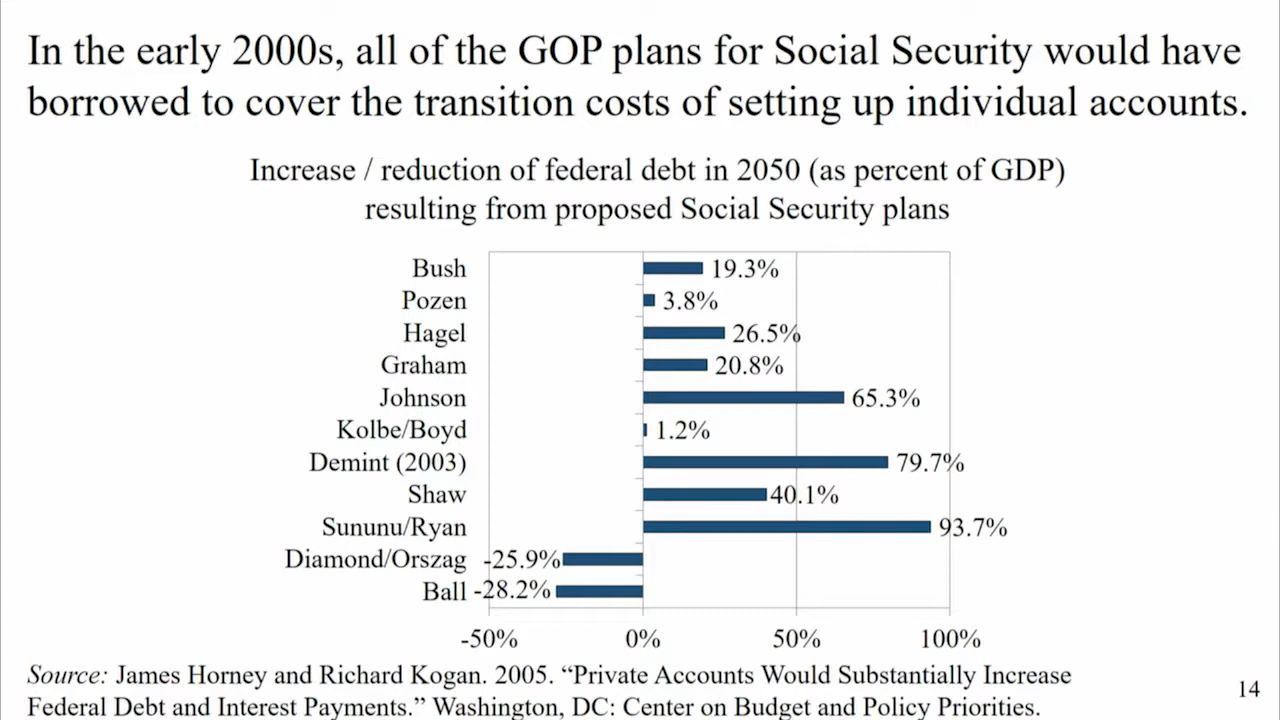 In the early 2000s, all of the GOP plans for Social Security would have
borrowed to cover the transition costs of setting up individual accounts.
Increase / reduction of federal debt in 2050 (as percent of GDP)
resulting from proposed Social Security plans
Bush 19.3%
Pozen 3.8%
Hagel 26.5%
Graham 20.8%
Johnson 65.3%
Kolbe/Boyd 1.2%
Demint (2003) 79.7%
Shaw 40.1%
Sununu/Ryan 93.7%
Diamond/Orszag -25.9%
Ball -28.2%
-50% 0% 50% 100%
Source: James Horney and Richard Kogan. 2005. “Private Accounts Would Substantially Increase
Federal Debt and Interest Payments.” Washington, DC: Center on Budget and Policy Priorities.
14